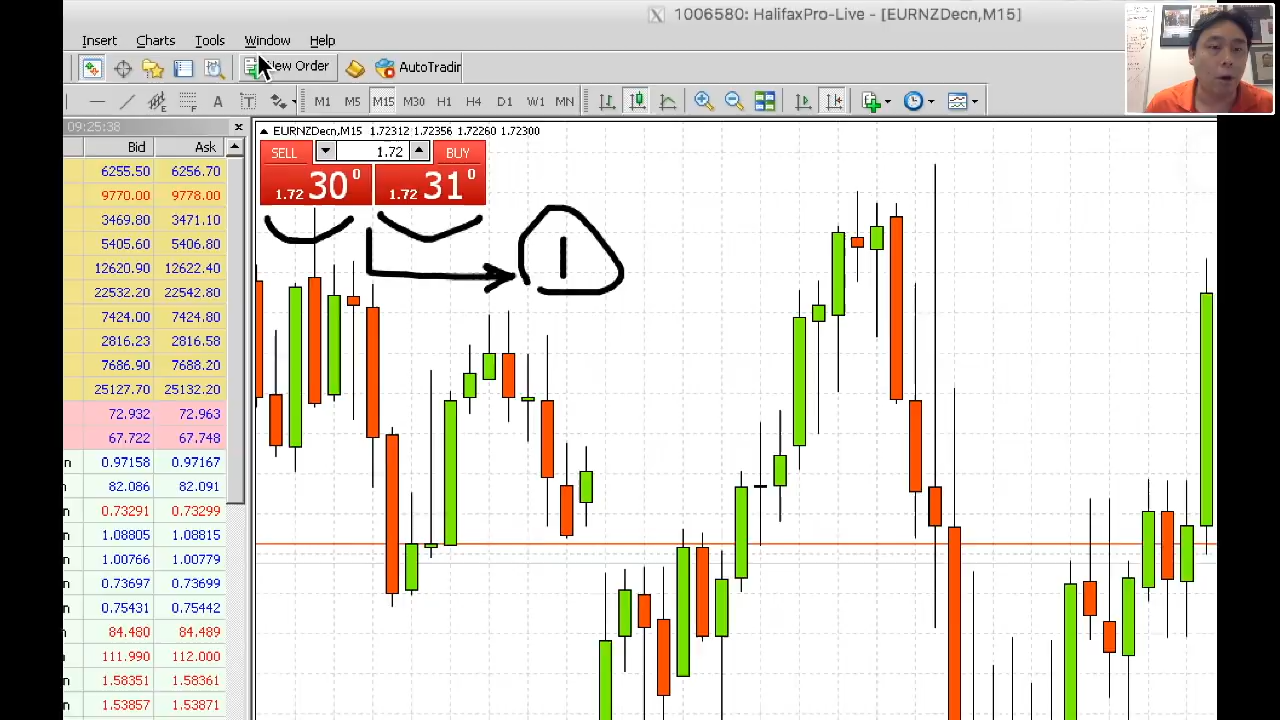 1006580: HalifaxPro-Live - [EURNZDecn,M15]
Insert Charts Tools Window Help
New Order AutoTradin
A T M1 M5 M15 M30 H1 H4 D1 W1 MN
09:25:38
Bid Ask
EURNZDecn,M15 1.72312 1.72356 1.72260 1.72300
SELL 1.72 BUY
1.72 30 0 1.72 31 0
1
6255.50 6256.70
9770.00 9778.00
3469.80 3471.10
5405.60 5406.80
12620.90 12622.40
22532.20 22542.80
7424.00 7424.80
2816.23 2816.58
7686.90 7688.20
25127.70 25132.20
72.932 72.963
67.722 67.748
n 0.97158 0.97167
n 82.086 82.091
n 0.73291 0.73299
n 1.08805 1.08815
n 1.00766 1.00779
n 0.73697 0.73699
n 0.75431 0.75442
n 84.480 84.489
n 111.990 112.000
n 1.58351 1.58361
n 1.53857 1.53871